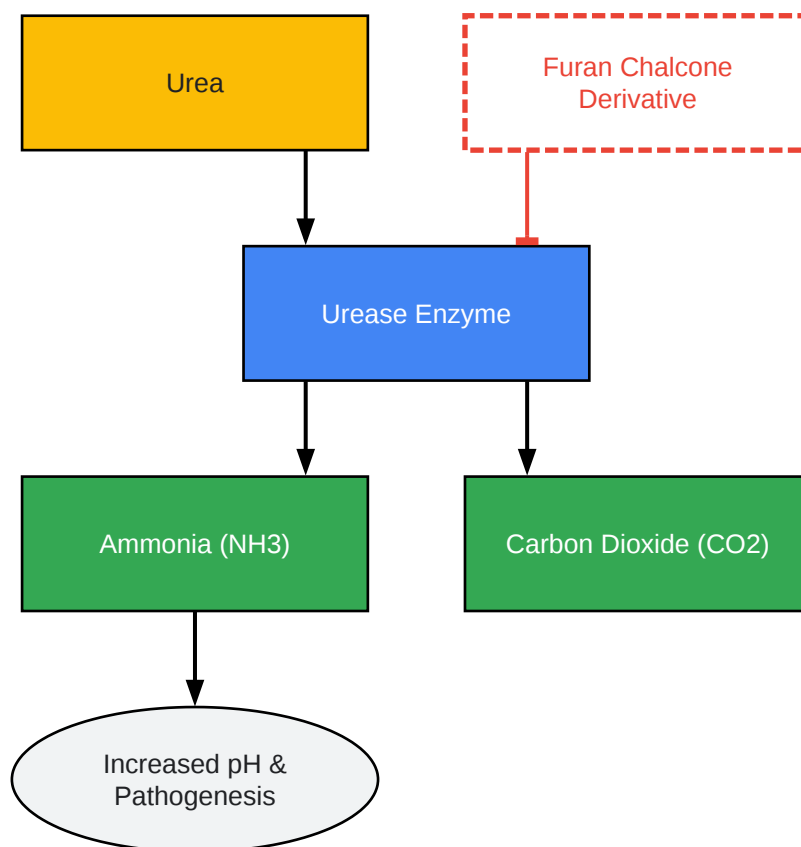 Urea
Furan Chalcone
Derivative
Urease Enzyme
Ammonia (NH3)
Carbon Dioxide (CO2)
Increased pH &
Pathogenesis